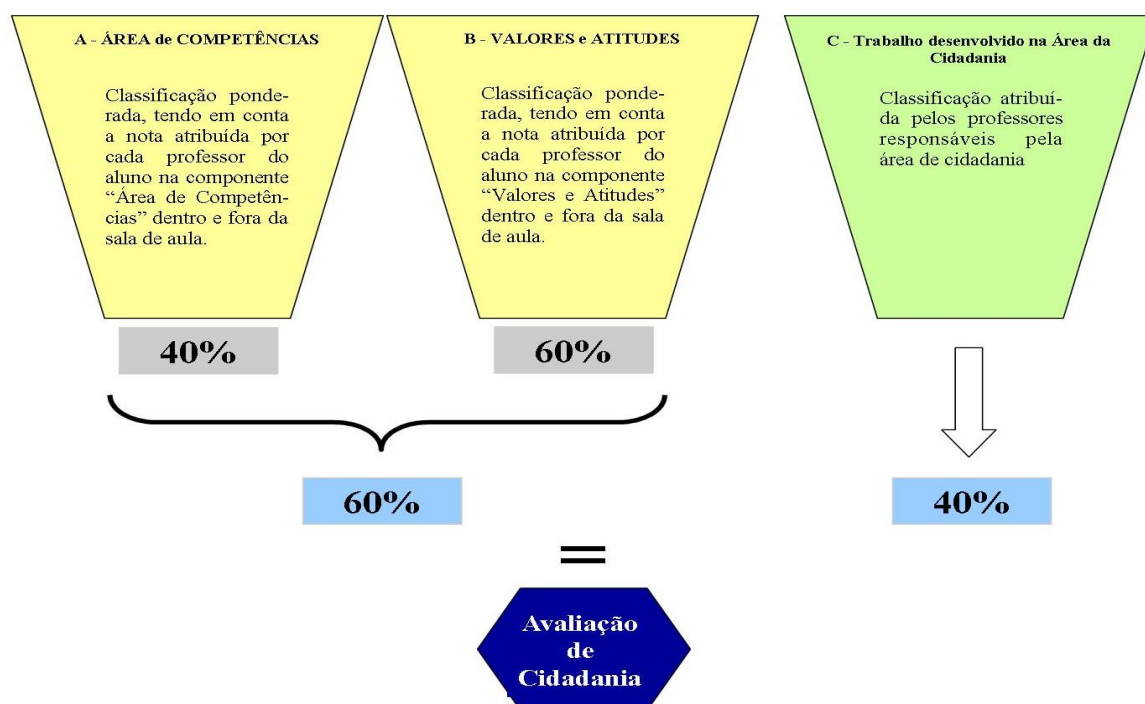 A - ÁREA de COMPETÊNCIAS
Classificação ponde-
rada, tendo em conta
a nota atribuída por
cada professor do
aluno na componente
“Área de Competên-
cias” dentro e fora da
sala de aula.
40%
B - VALORES e ATITUDES
Classificação ponde-
rada, tendo em conta
a nota atribuída por
cada professor do
aluno na componente
“Valores e Atitudes”
dentro e fora da sala
de aula.
60%
60%
C - Trabalho desenvolvido na Área da
Cidadania
Classificação atribuí-
da pelos professores
responsáveis pela
área de cidadania
40%
=
Avaliação
de
Cidadania